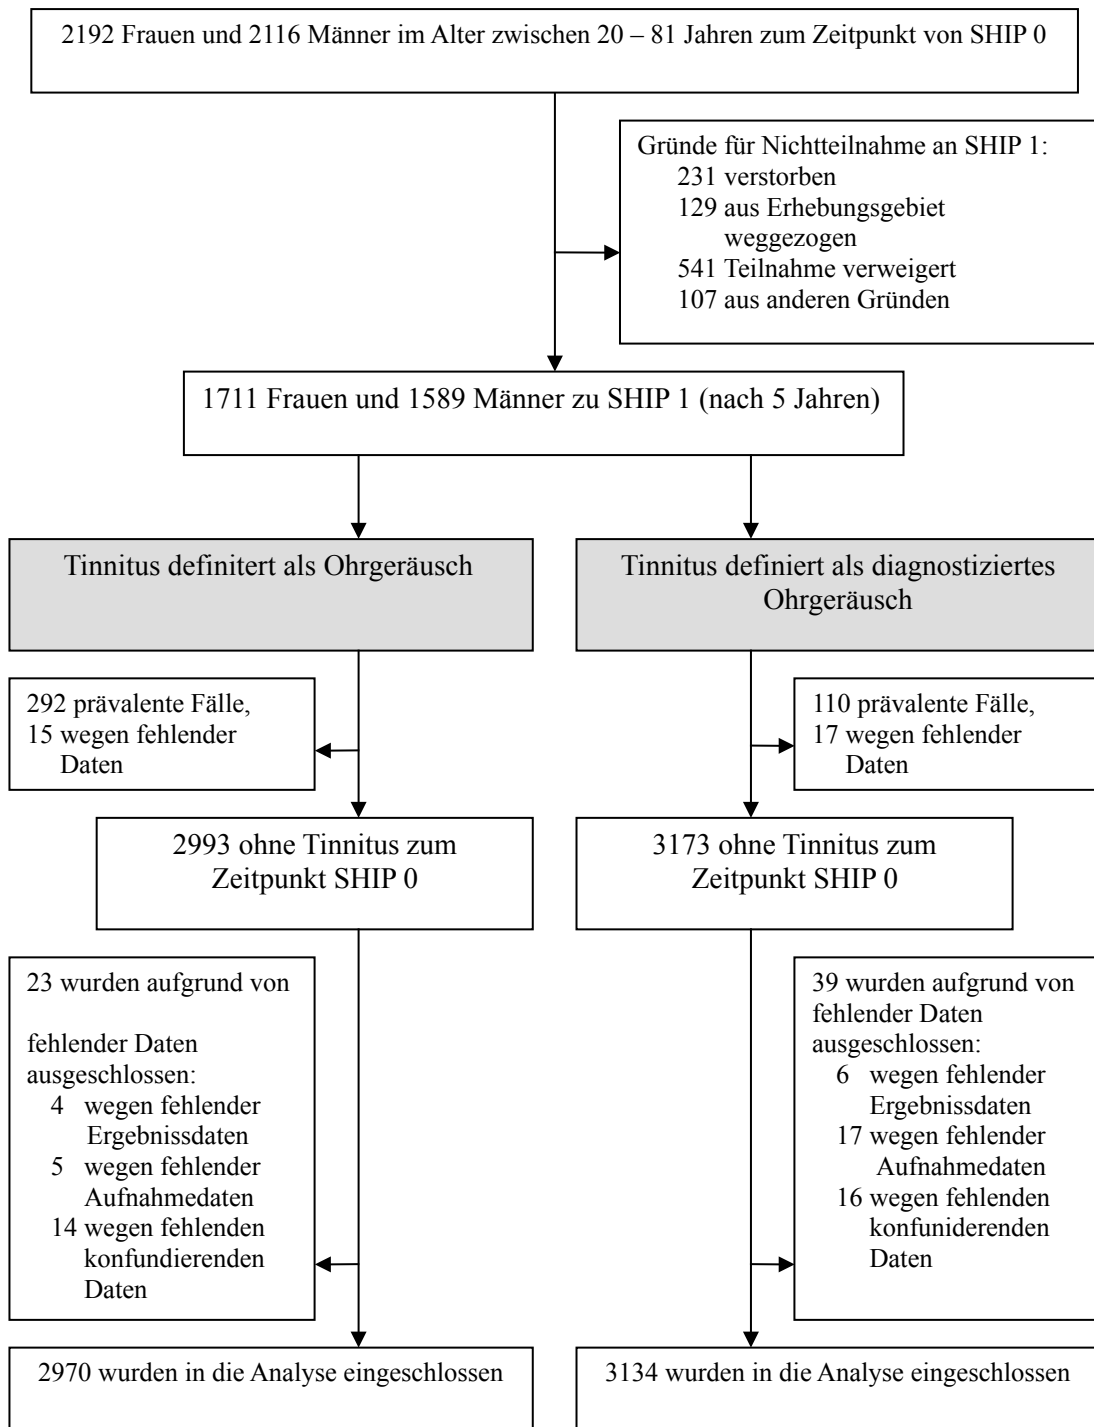 2192 Frauen und 2116 Männer im Alter zwischen 20 – 81 Jahren zum Zeitpunkt von SHIP 0
Gründe für Nichtteilnahme an SHIP 1:
231 verstorben
129 aus Erhebungsgebiet
weggezogen
541 Teilnahme verweigert
107 aus anderen Gründen
1711 Frauen und 1589 Männer zu SHIP 1 (nach 5 Jahren)
Tinnitus definitert als Ohrgeräusch
Tinnitus definiert als diagnostiziertes
Ohrgeräusch
292 prävalente Fälle,
15 wegen fehlender
Daten
110 prävalente Fälle,
17 wegen fehlender
Daten
2993 ohne Tinnitus zum
Zeitpunkt SHIP 0
3173 ohne Tinnitus zum
Zeitpunkt SHIP 0
23 wurden aufgrund von
fehlender Daten
ausgeschlossen:
4 wegen fehlender
Ergebnissdaten
5 wegen fehlender
Aufnahmedaten
14 wegen fehlenden
konfundierenden
Daten
39 wurden aufgrund von
fehlender Daten
ausgeschlossen:
6 wegen fehlender
Ergebnissdaten
17 wegen fehlender
Aufnahmedaten
16 wegen fehlenden
konfuniderenden
Daten
2970 wurden in die Analyse eingeschlossen
3134 wurden in die Analyse eingeschlossen